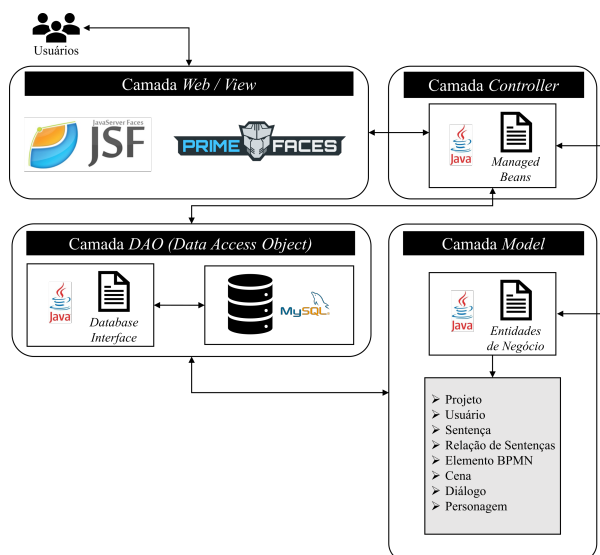 Usuários
Camada Web / View
JavaServer Faces
JSF
PRIME FACES
Camada Controller
Java
Managed
Beans
Camada DAO (Data Access Object)
Java
Database
Interface
MySQL
Camada Model
Java
Entidades
de Negócio
➢ Projeto
➢ Usuário
➢ Sentença
➢ Relação de Sentenças
➢ Elemento BPMN
➢ Cena
➢ Diálogo
➢ Personagem